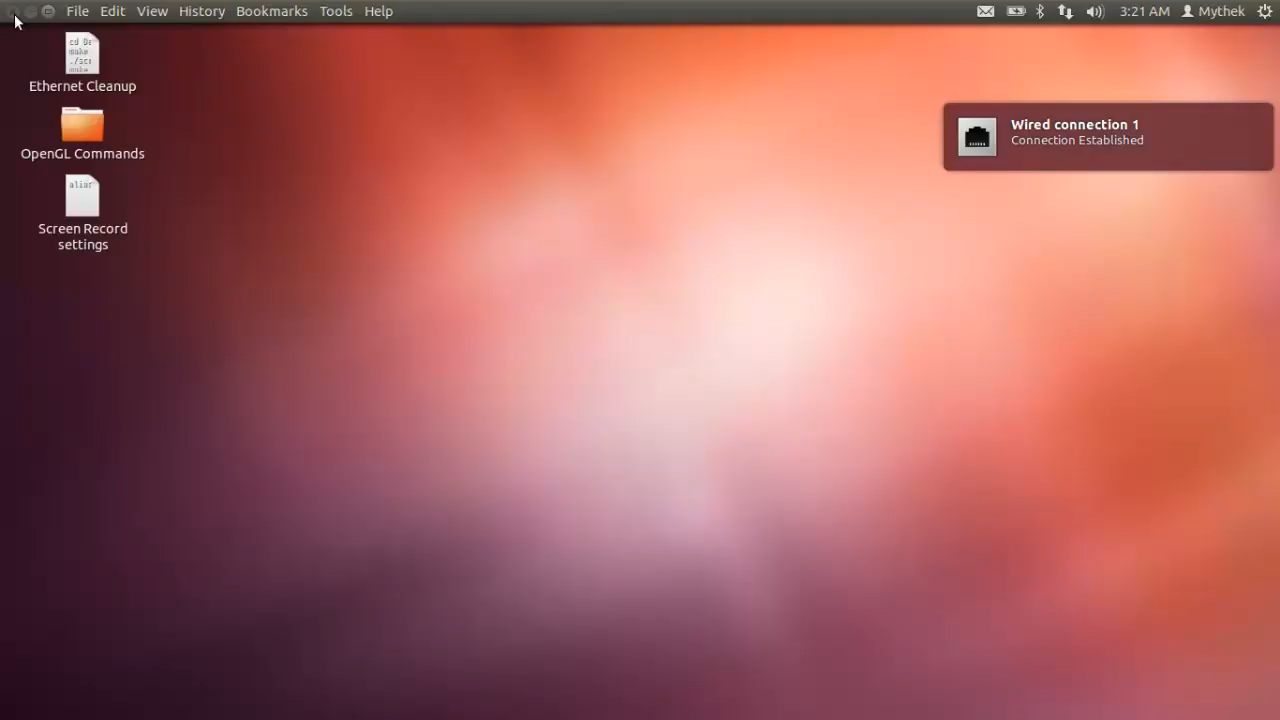 File Edit View History Bookmarks Tools Help 3:21 AM Mythek
Ethernet Cleanup
OpenGL Commands
Screen Record
settings
Wired connection 1
Connection Established